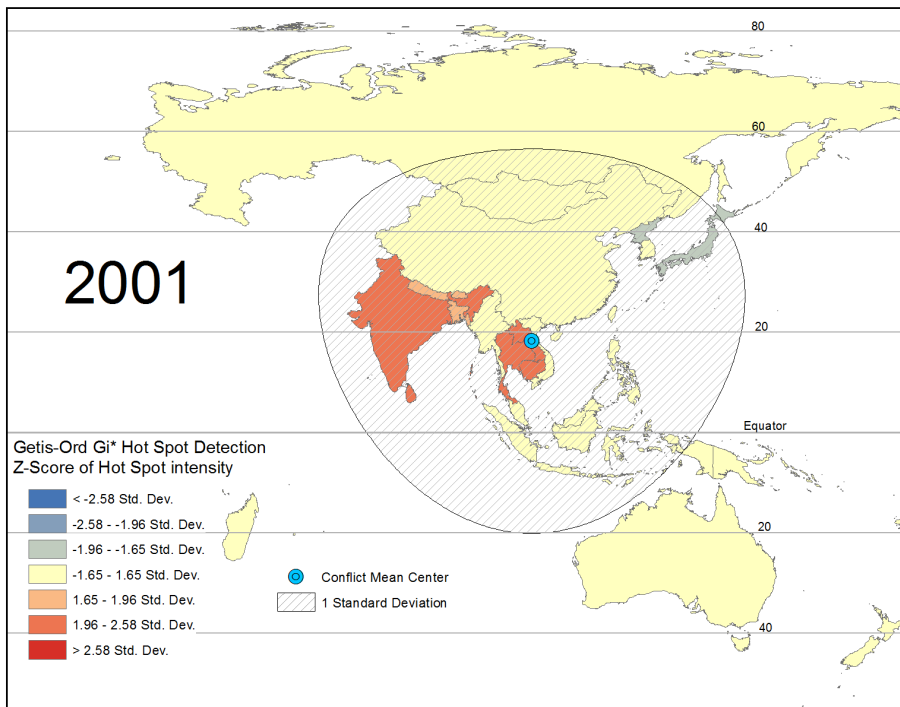 80
60
40
2001
20
Equator
Getis-Ord Gi* Hot Spot Detection
Z-Score of Hot Spot intensity
< -2.58 Std. Dev.
-2.58 - -1.96 Std. Dev.
-1.96 - -1.65 Std. Dev.
-1.65 - 1.65 Std. Dev.
1.65 - 1.96 Std. Dev.
1.96 - 2.58 Std. Dev.
> 2.58 Std. Dev.
20
Conflict Mean Center
1 Standard Deviation
40